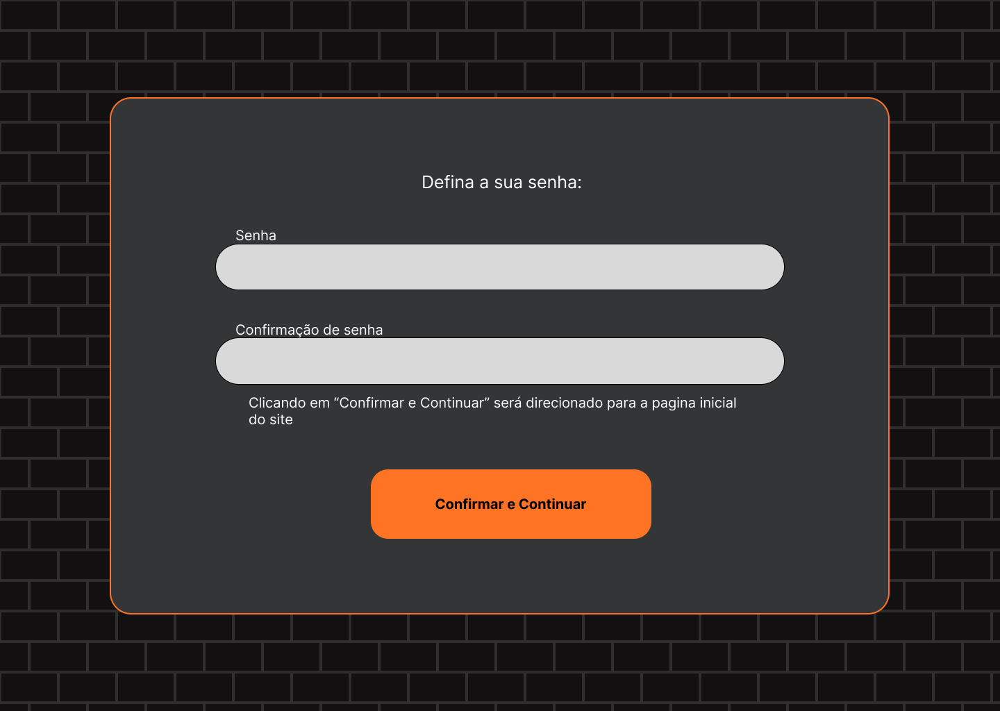 Defina a sua senha:
Senha
Confirmação de senha
Clicando em “Confirmar e Continuar” será direcionado para a pagina inicial
do site
Confirmar e Continuar